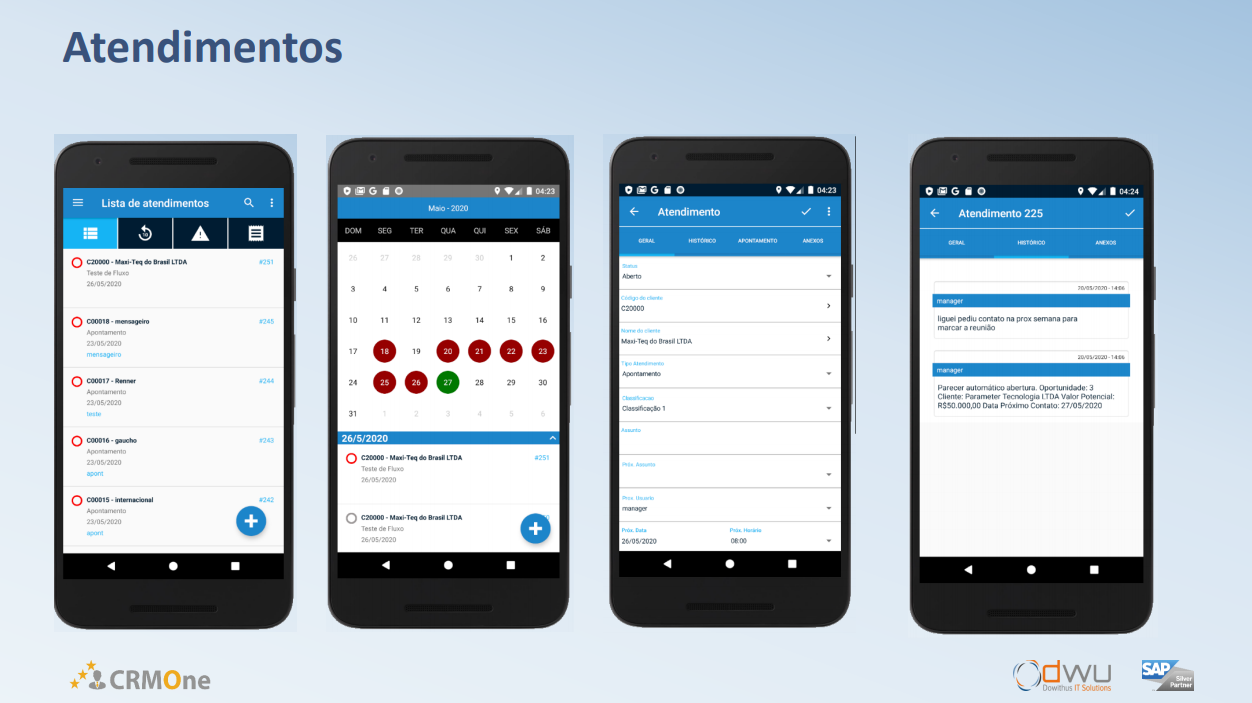 Atendimentos
Lista de atendimentos
10
C20000 - Maxi-Teq do Brasil LTDA #251
Teste de Fluxo
26/05/2020
C00018 - mensageiro #245
Apontamento
23/05/2020
mensageiro
C00017 - Renner #244
Apontamento
23/05/2020
teste
C00016 - gaucho #243
Apontamento
23/05/2020
apont
C00015 - internacional #242
Apontamento
23/05/2020
apont
G 04:23
Maio - 2020
DOM SEG TER QUA QUI SEX SÁB
26 27 28 29 30 1 2
3 4 5 6 7 8 9
10 11 12 13 14 15 16
17 18 19 20 21 22 23
24 25 26 27 28 29 30
31 1 2 3 4 5 6
26/5/2020
C20000 - Maxi-Teq do Brasil LTDA #251
Teste de Fluxo
26/05/2020
C20000 - Maxi-Teq do Brasil LTDA
Teste de Fluxo
26/05/2020
G 04:23
Atendimento
GERAL HISTÓRICO APONTAMENTO ANEXOS
Status
Aberto
Código do cliente
C20000
Nome do cliente
Maxi-Teq do Brasil LTDA
Tipo Atendimento
Apontamento
Classificacao
Classificação 1
Assunto
Próx. Assunto
Próx. Usuario
manager
Próx. Data Próx. Horário
26/05/2020 08:00
G 04:24
Atendimento 225
GERAL HISTÓRICO ANEXOS
20/05/2020 - 14:06
manager
liguei pediu contato na prox semana para
marcar a reunião
20/05/2020 - 14:06
manager
Parecer automático abertura. Oportunidade: 3
Cliente: Parameter Tecnologia LTDA Valor Potencial:
R$50.000,00 Data Próximo Contato: 27/05/2020
CRMOne
dwu
Dowithus IT Solutions
SAP
Silver
Partner